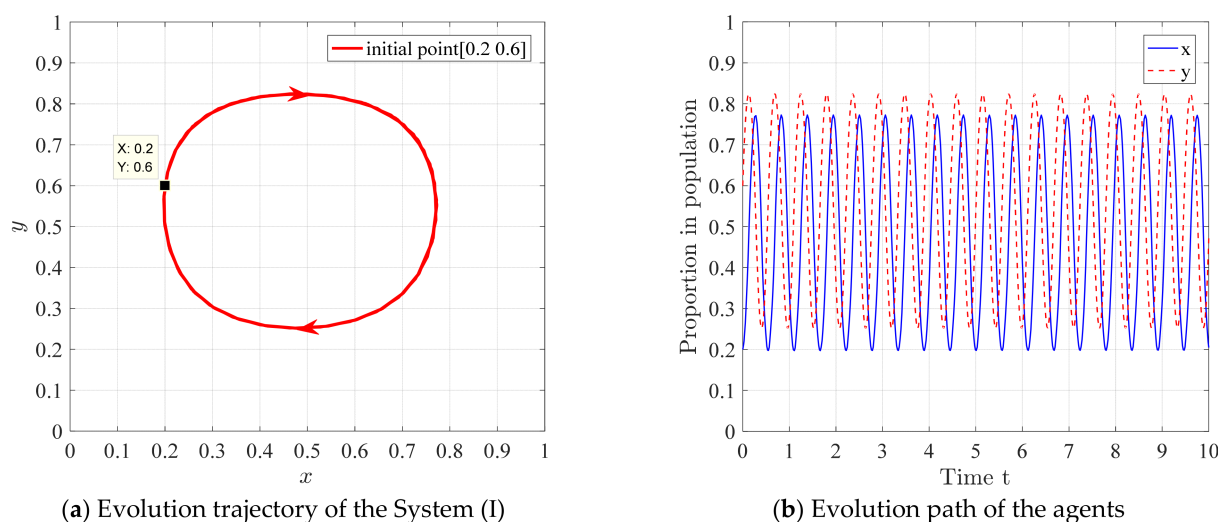 1
0.9
0.8
0.7
0.6
0.5
0.4
0.3
0.2
0.1
0
y
initial point[0.2 0.6]
X: 0.2
Y: 0.6
0 0.1 0.2 0.3 0.4 0.5 0.6 0.7 0.8 0.9 1
x
(a) Evolution trajectory of the System (I)
1
0.9
0.8
0.7
0.6
0.5
0.4
0.3
0.2
0.1
0
Proportion in population
x
y
0 1 2 3 4 5 6 7 8 9 10
Time t
(b) Evolution path of the agents